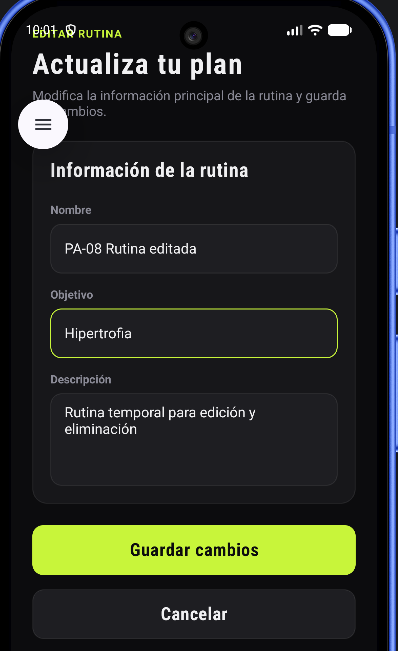 10:01
EDITAR RUTINA
Actualiza tu plan
Modifica la información principal de la rutina y guarda
cambios.
Información de la rutina
Nombre
PA-08 Rutina editada
Objetivo
Hipertrofia
Descripción
Rutina temporal para edición y
eliminación
Guardar cambios
Cancelar